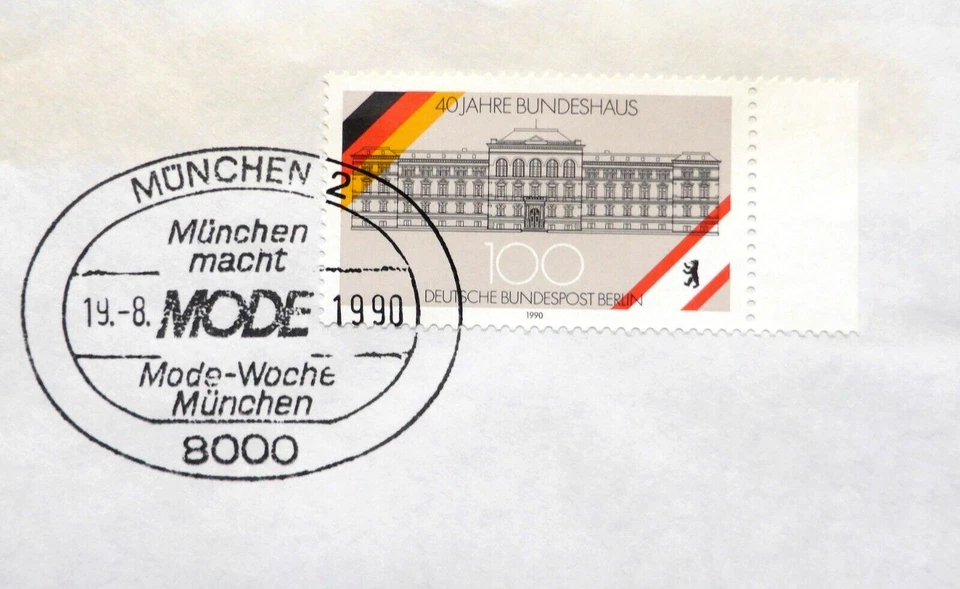 40 JAHRE BUNDESHAUS
100
DEUTSCHE BUNDESPOST BERLIN
1990
MÜNCHEN 2
München
macht
19.-8. MODE 1990
Mode-Woche
München
8000